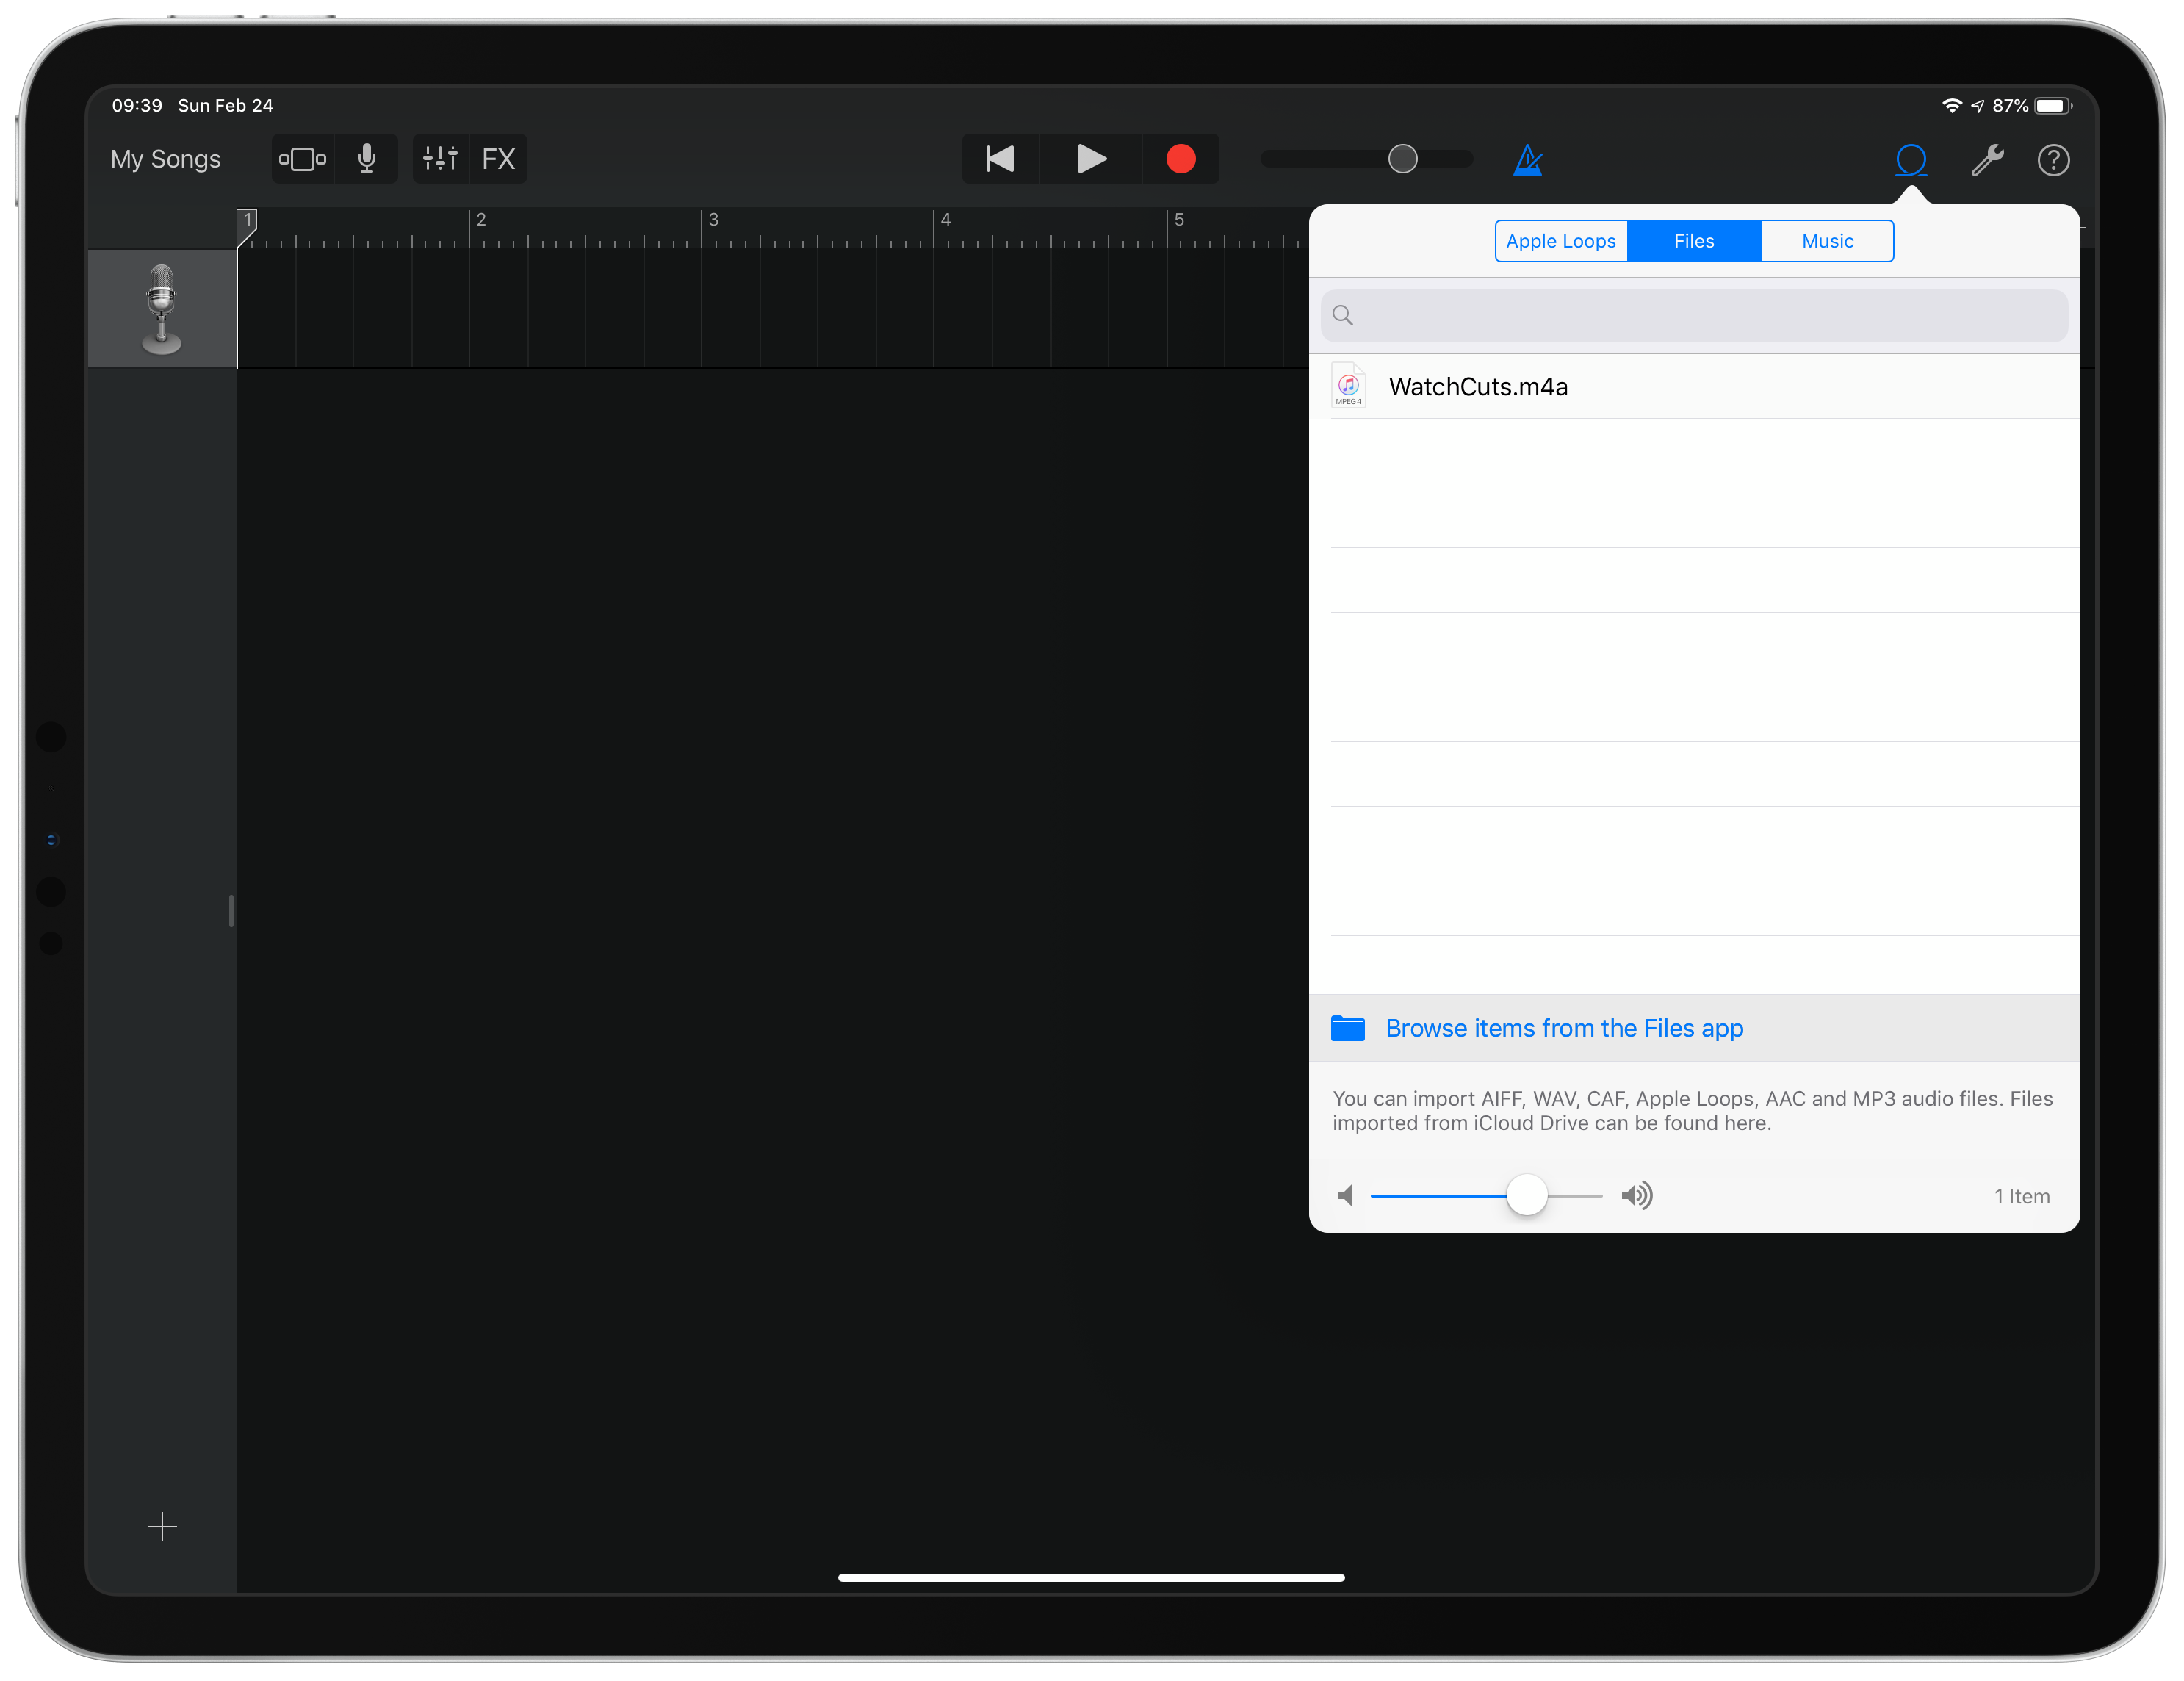 09:39 Sun Feb 24
87%
My Songs
FX
1 2 3 4 5
Apple Loops Files Music
MPEG4
WatchCuts.m4a
Browse items from the Files app
You can import AIFF, WAV, CAF, Apple Loops, AAC and MP3 audio files. Files
imported from iCloud Drive can be found here.
1 Item